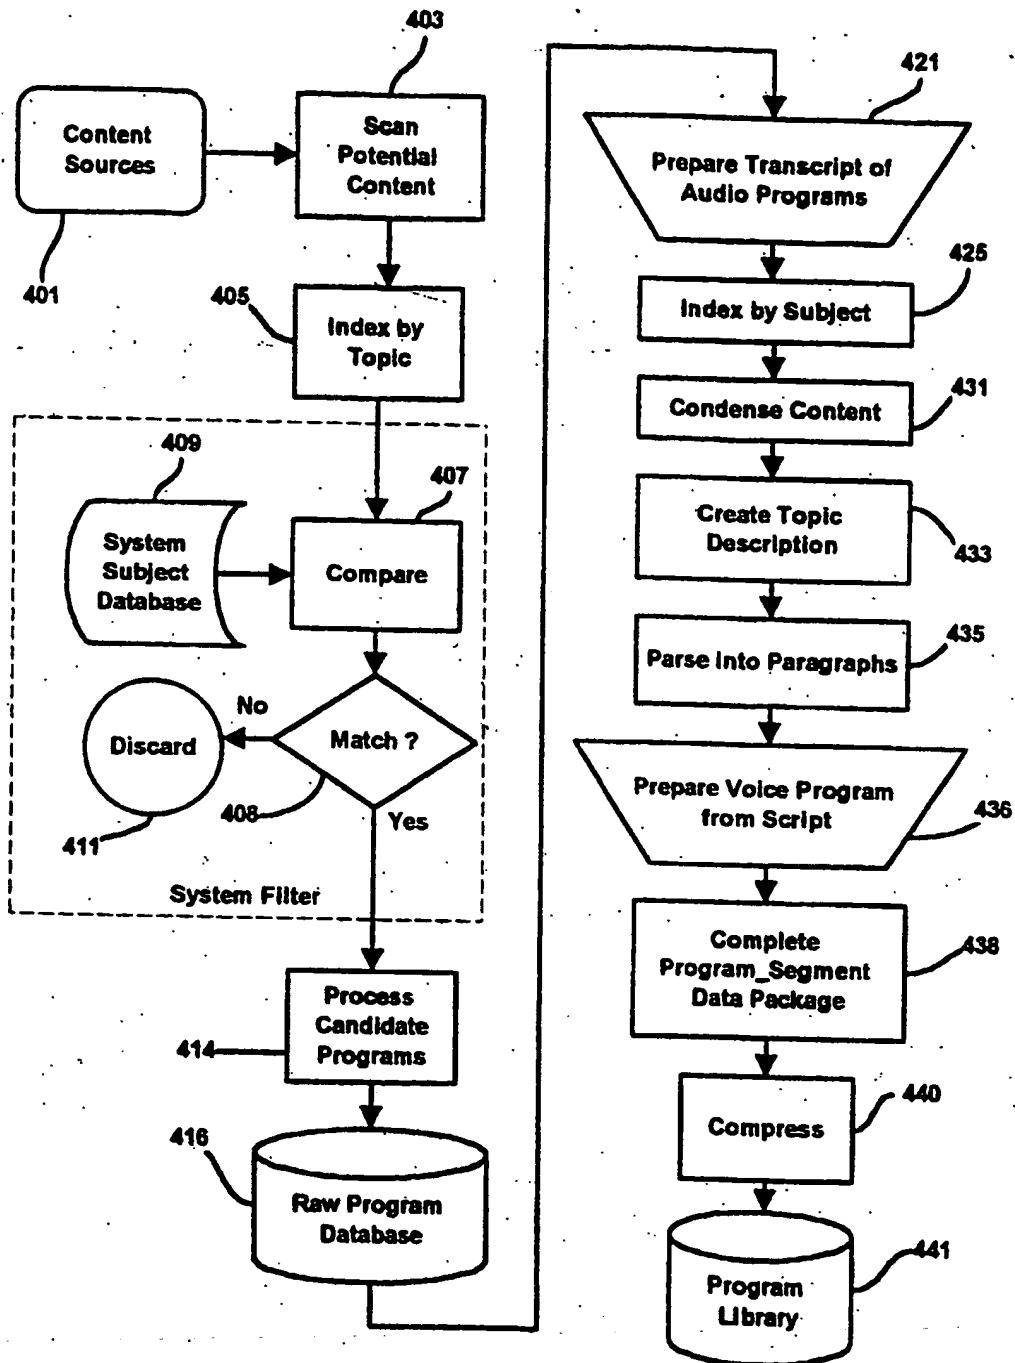 403
Content
Sources
401
Scan
Potential
Content
405
Index by
Topic
409
System
Subject
Database
407
Compare
No
Discard
411
Match ?
408
Yes
System Filter
Process
Candidate
Programs
414
416
Raw Program
Database
421
Prepare Transcript of
Audio Programs
425
Index by Subject
431
Condense Content
Create Topic
Description
433
435
Parse Into Paragraphs
Prepare Voice Program
from Script
436
Complete
Program_Segment
Data Package
438
440
Compress
441
Program
Library